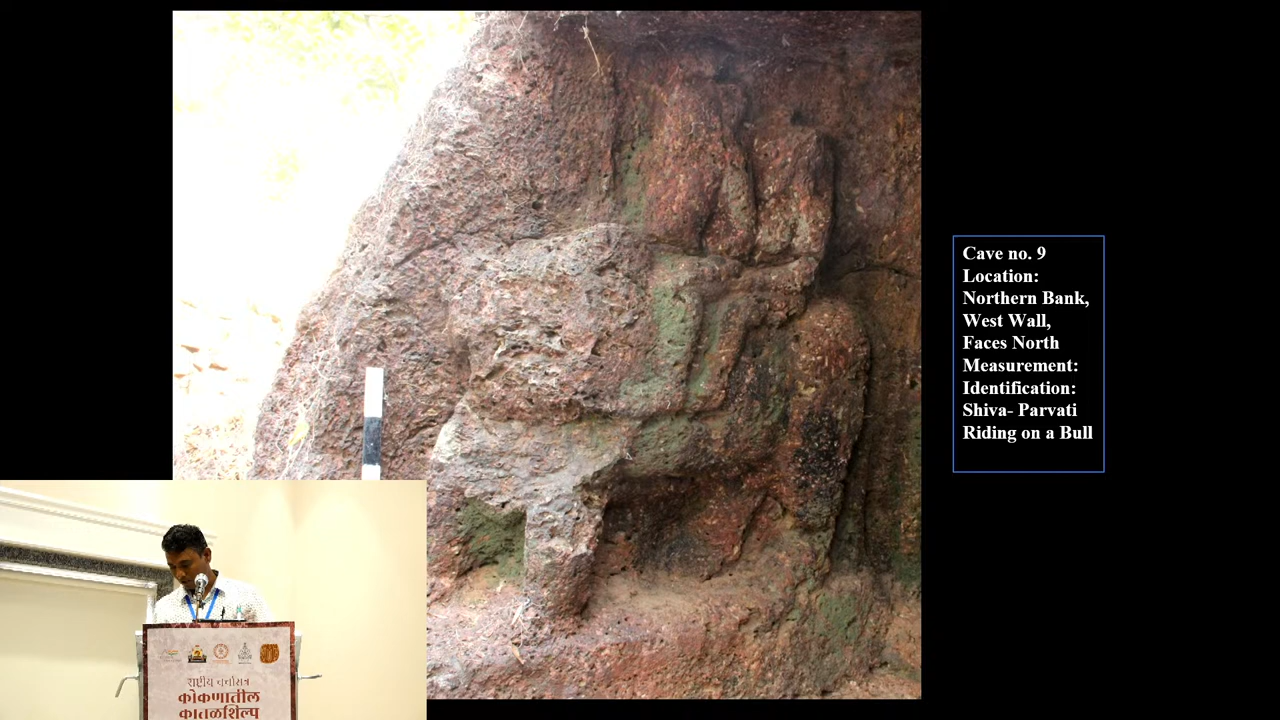 Cave no. 9
Location:
Northern Bank,
West Wall,
Faces North
Measurement:
Identification:
Shiva- Parvati
Riding on a Bull
राष्ट्रीय चर्चासत्र
कोकणातील
कातळशिल्प